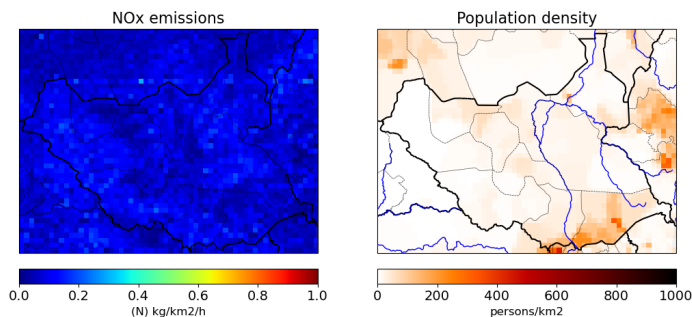 NOx emissions
Population density
0.0 0.2 0.4 0.6 0.8 1.0
(N) kg/km2/h
0 200 400 600 800 1000
persons/km2